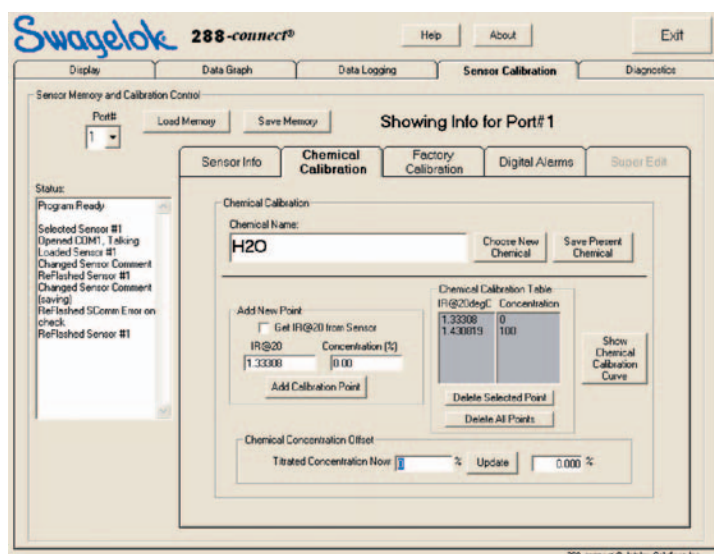 Swagelok 288-connect® Help About Exit
Display Data Graph Data Logging Sensor Calibration Diagnostics
Sensor Memory and Calibration Control
Port#
1 Load Memory Save Memory Showing Info for Port#1
Sensor Info Chemical Calibration Factory Calibration Digital Alarms Super Edit
Status:
Program Ready
Selected Sensor #1
Opened COM1, Talking
Loaded Sensor #1
Changed Sensor Comment
ReFlashed Sensor #1
Changed Sensor Comment
(saving)
ReFlashed SComm Error on
check
ReFlashed Sensor #1
Chemical Calibration
Chemical Name:
H2O Choose New Chemical Save Present Chemical
Add New Point
Get IR@20 from Sensor
IR@20 Concentration (%)
1.33308 0.00
Add Calibration Point
Chemical Calibration Table
IR@20degC Concentration
1.33308 0
1.430819 100
Delete Selected Point
Delete All Points
Show Chemical Calibration Curve
Chemical Concentration Offset
Titrated Concentration Now 0 % Update 0.000 %